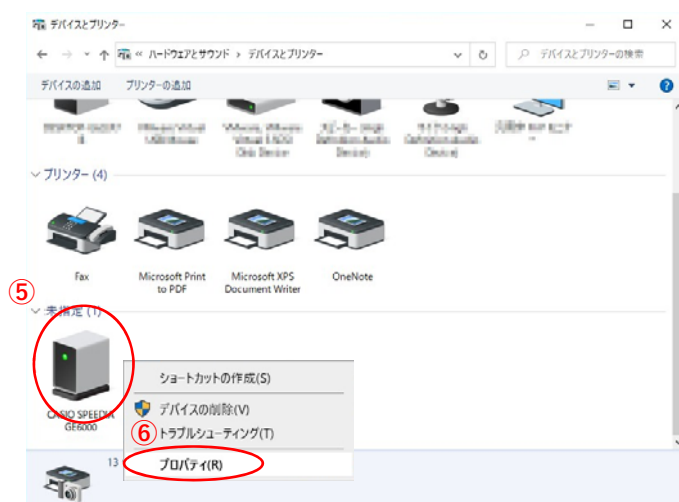 デバイスとプリンター
« ハードウェアとサウンド › デバイスとプリンター
デバイスとプリンターの検索
デバイスの追加 プリンターの追加
プリンター (4)
Fax
Microsoft Print
to PDF
Microsoft XPS
Document Writer
OneNote
⑤
未指定 (1)
CASIO SPEEDIA
GE6000
ショートカットの作成(S)
デバイスの削除(V)
⑥
トラブルシューティング(T)
プロパティ(R)
13